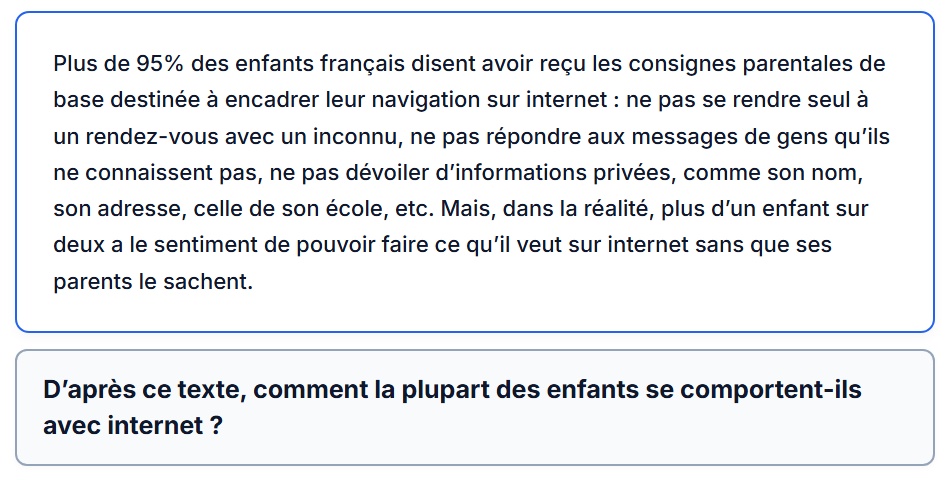 Plus de 95% des enfants français disent avoir reçu les consignes parentales de
base destinée à encadrer leur navigation sur internet : ne pas se rendre seul à
un rendez-vous avec un inconnu, ne pas répondre aux messages de gens qu’ils
ne connaissent pas, ne pas dévoiler d’informations privées, comme son nom,
son adresse, celle de son école, etc. Mais, dans la réalité, plus d’un enfant sur
deux a le sentiment de pouvoir faire ce qu’il veut sur internet sans que ses
parents le sachent.
D’après ce texte, comment la plupart des enfants se comportent-ils
avec internet ?